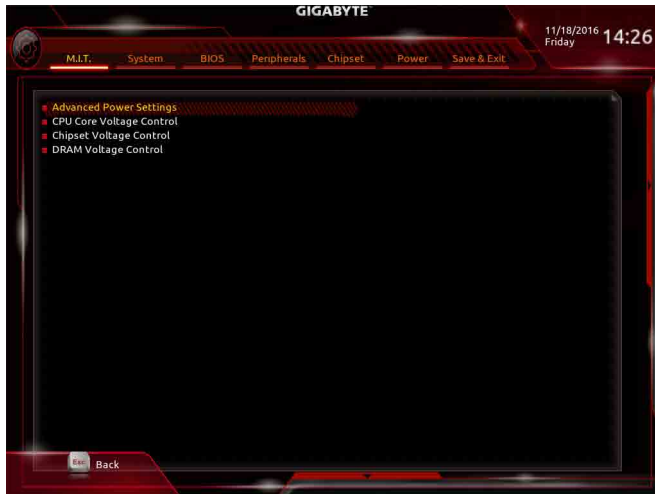 GIGABYTE
11/18/2016
Friday
14:26
M.I.T. System BIOS Peripherals Chipset Power Save & Exit
Advanced Power Settings
CPU Core Voltage Control
Chipset Voltage Control
DRAM Voltage Control
Esc Back